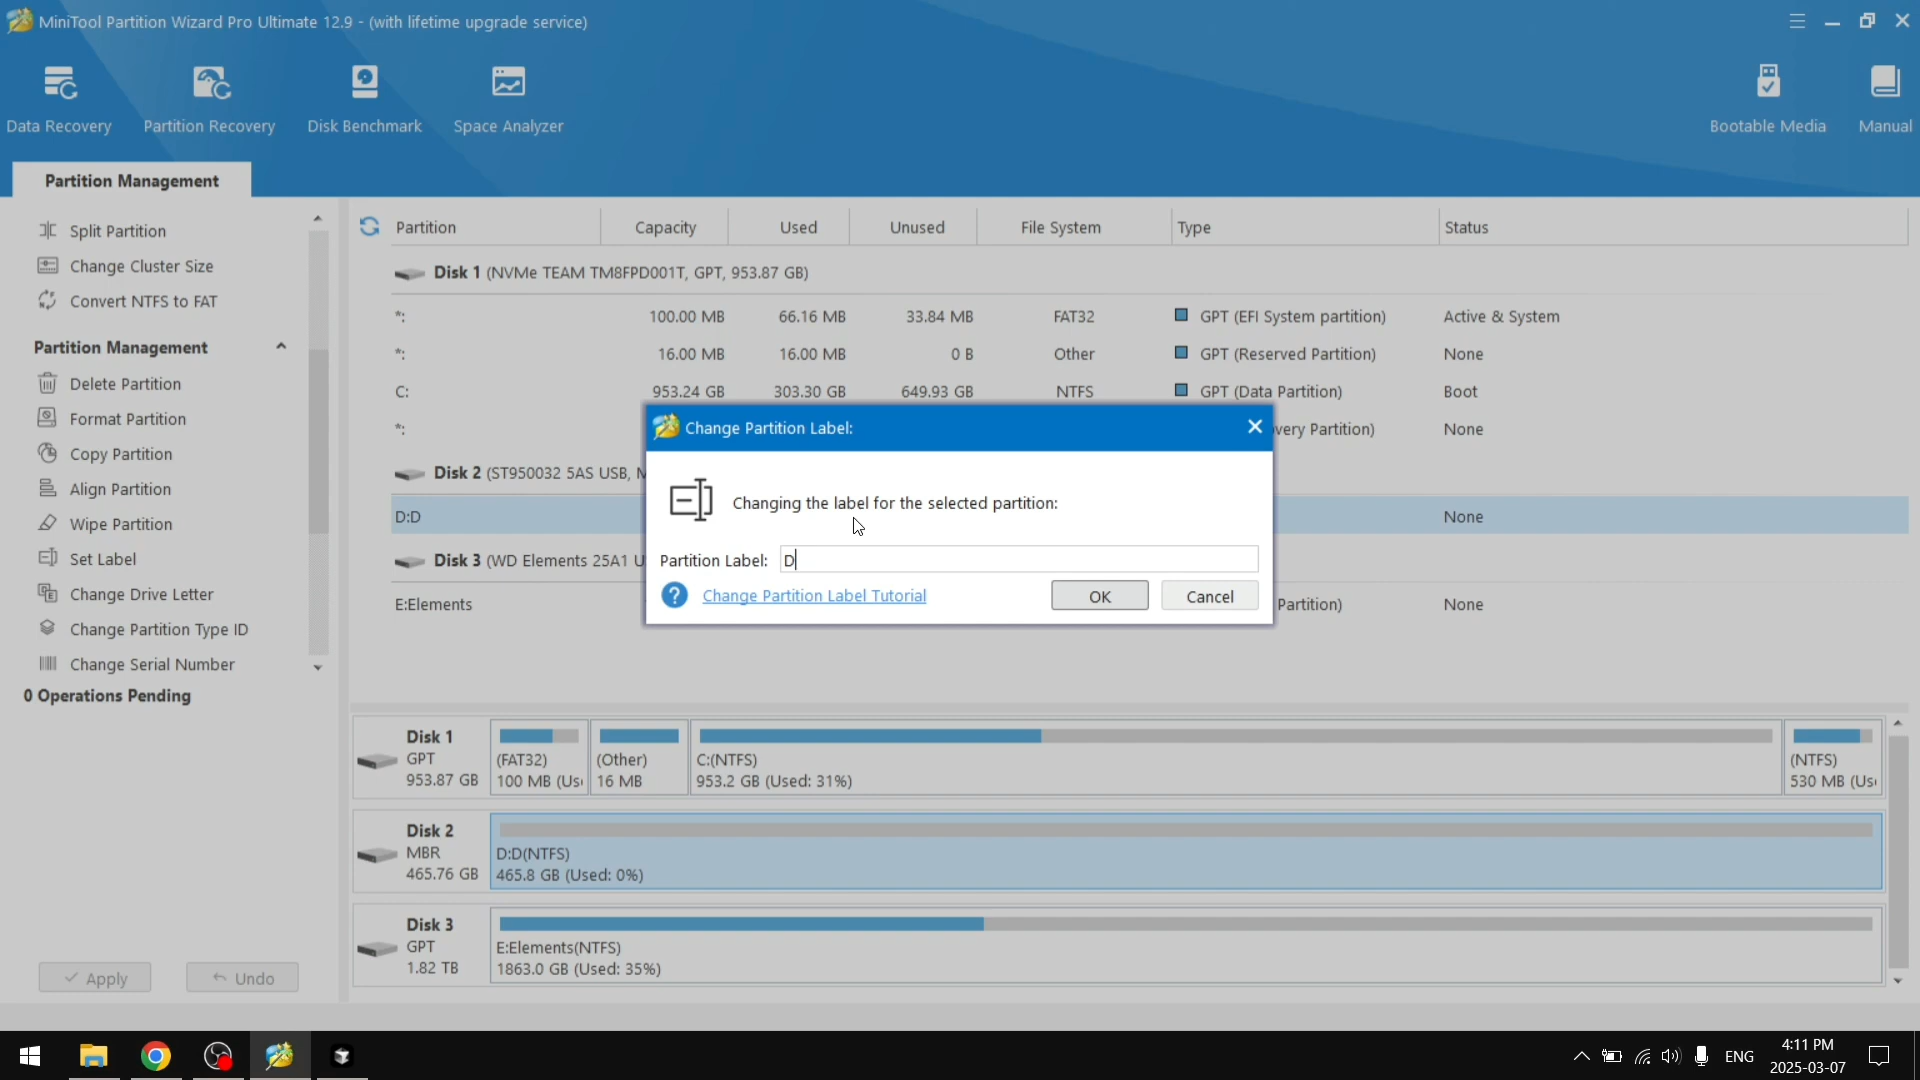 MiniTool Partition Wizard Pro Ultimate 12.9 - (with lifetime upgrade service)
Data Recovery
Partition Recovery
Disk Benchmark
Space Analyzer
Bootable Media
Manual
Partition Management
Split Partition
Change Cluster Size
Convert NTFS to FAT
Partition Management
Delete Partition
Format Partition
Copy Partition
Align Partition
Wipe Partition
Set Label
Change Drive Letter
Change Partition Type ID
Change Serial Number
0 Operations Pending
Apply
Undo
Partition Capacity Used Unused File System Type Status
Disk 1 (NVMe TEAM TM8FPD001T, GPT, 953.87 GB)
*: 100.00 MB 66.16 MB 33.84 MB FAT32 GPT (EFI System partition) Active & System
*: 16.00 MB 16.00 MB 0 B Other GPT (Reserved Partition) None
C: 953.24 GB 303.30 GB 649.93 GB NTFS GPT (Data Partition) Boot
*: very Partition) None
Disk 2 (ST950032 5AS USB, M
D:D None
Disk 3 (WD Elements 25A1 U
E:Elements Partition) None
Change Partition Label:
Changing the label for the selected partition:
Partition Label: D
Change Partition Label Tutorial
OK
Cancel
Disk 1
GPT
953.87 GB
(FAT32)
100 MB (Us
(Other)
16 MB
C:(NTFS)
953.2 GB (Used: 31%)
(NTFS)
530 MB (Us
Disk 2
MBR
465.76 GB
D:D(NTFS)
465.8 GB (Used: 0%)
Disk 3
GPT
1.82 TB
E:Elements(NTFS)
1863.0 GB (Used: 35%)
ENG
4:11 PM
2025-03-07